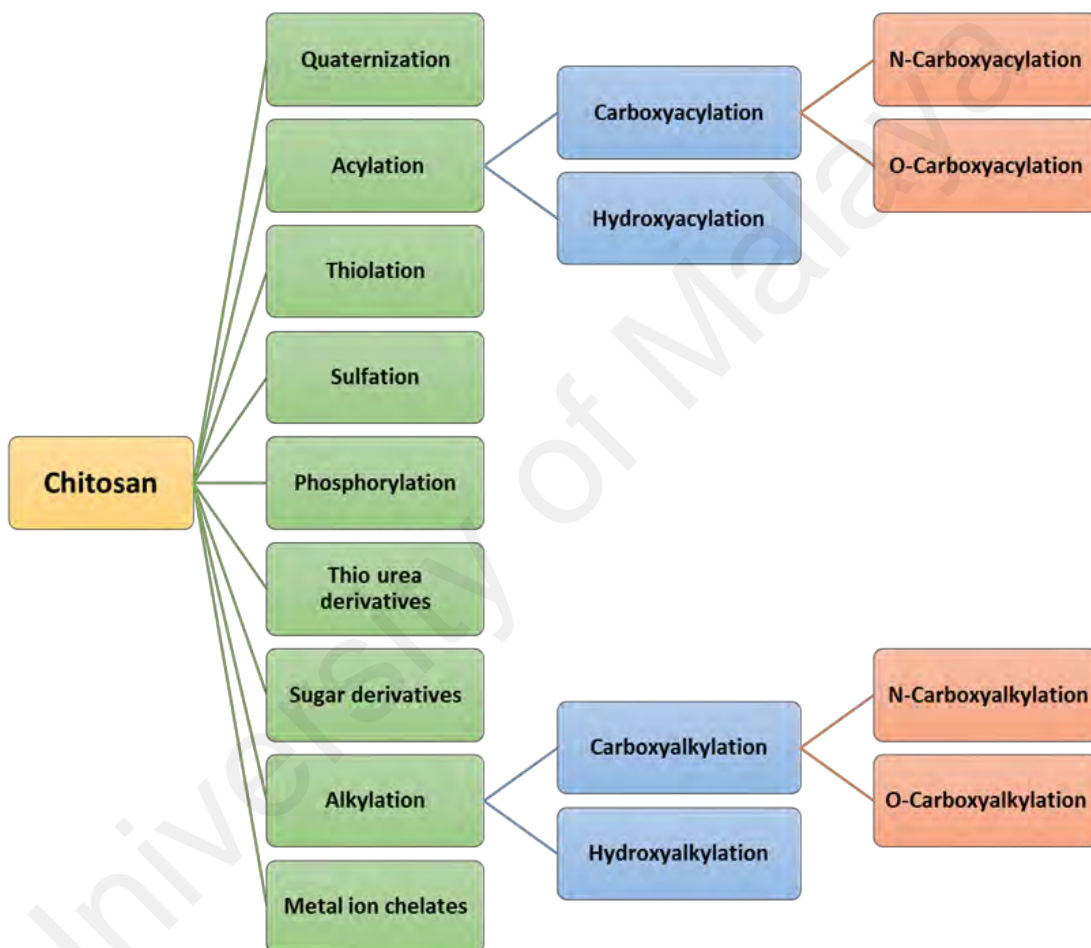 Quaternization
Acylation
Thiolation
Sulfation
Chitosan
Phosphorylation
Thio urea
derivatives
Sugar derivatives
Alkylation
Metal ion chelates
Carboxyacylation
Hydroxyacylation
Carboxyalkylation
Hydroxyalkylation
N-Carboxyacylation
O-Carboxyacylation
N-Carboxyalkylation
O-Carboxyalkylation
University of Malaya